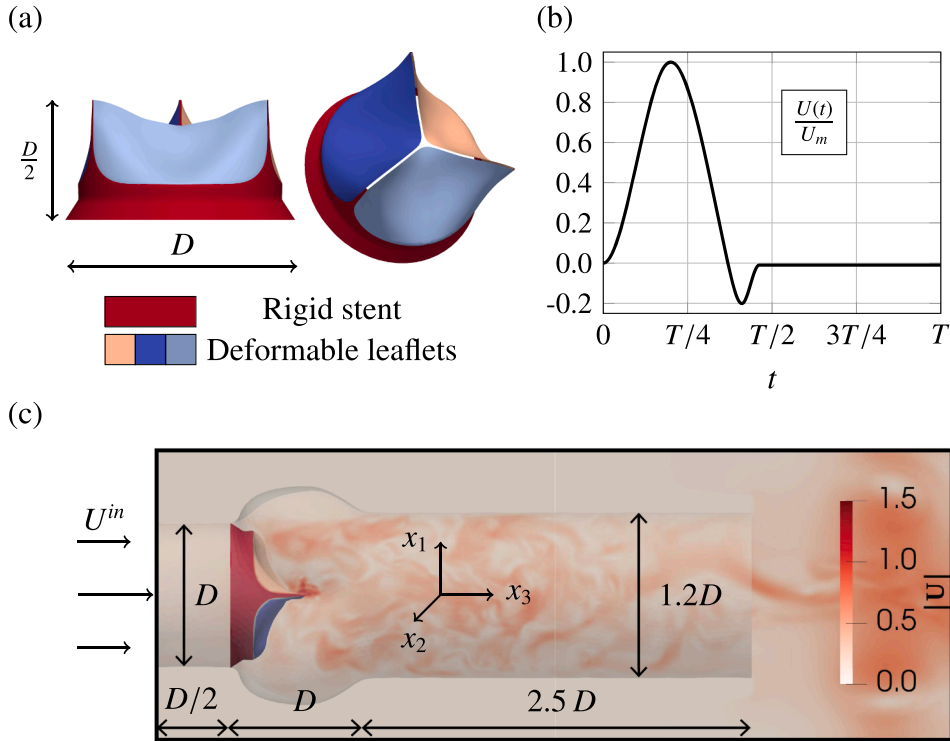 (a)
D
2
D
Rigid stent
Deformable leaflets
(b)
1.0
0.8
0.6
0.4
0.2
0.0
-0.2
U(t)
U_m
0 T/4 T/2 3T/4 T
t
(c)
U^{in}
D
x_1
x_3
x_2
1.2D
D/2 D 2.5 D
1.5
1.0
0.5
0.0
|U|